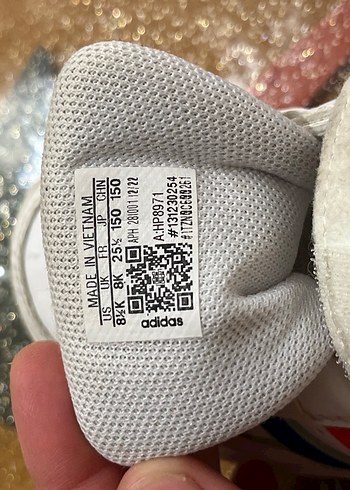 MADE IN VIETNAM
US UK FR JP CHN
8½K 8K 25½ 150 150
APH 281001 12/22
A:HP8971
#131230254
adidas